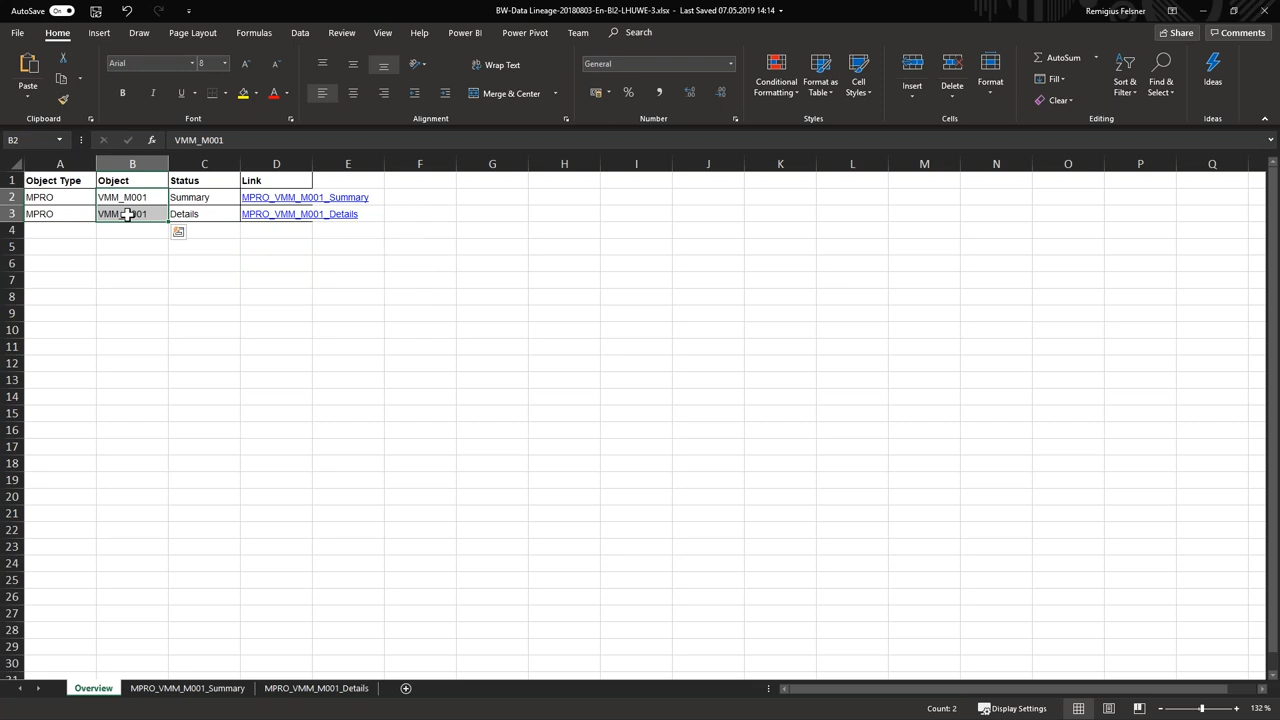 AutoSave On BW-Data Lineage-20180803-En-BI2-LHUWE-3.xlsx - Last Saved 07.05.2019 14:14 Remigius Felsner
File Home Insert Draw Page Layout Formulas Data Review View Help Power BI Power Pivot Team Search Share Comments
Arial 8 Wrap Text General AutoSum
Paste Merge & Center Conditional Formatting Format as Table Cell Styles Insert Delete Format Fill Sort & Filter Find & Select Ideas
Clear
Clipboard Font Alignment Number Styles Cells Editing Ideas
B2 fx VMM_M001
A B C D E F G H I J K L M N O P Q
1 Object Type Object Status Link
2 MPRO VMM_M001 Summary MPRO_VMM_M001_Summary
3 MPRO VMM_M001 Details MPRO_VMM_M001_Details
4
5
6
7
8
9
10
11
12
13
14
15
16
17
18
19
20
21
22
23
24
25
26
27
28
29
30
Overview MPRO_VMM_M001_Summary MPRO_VMM_M001_Details
Count: 2 Display Settings 132 %